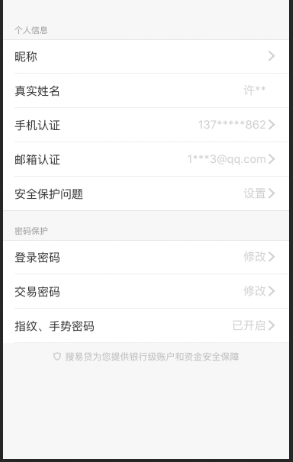 个人信息
昵称
真实姓名 许**
手机认证 137*****862
邮箱认证 1***3@qq.com
安全保护问题 设置
密码保护
登录密码 修改
交易密码 修改
指纹、手势密码 已开启
搜易贷为您提供银行级账户和资金安全保障